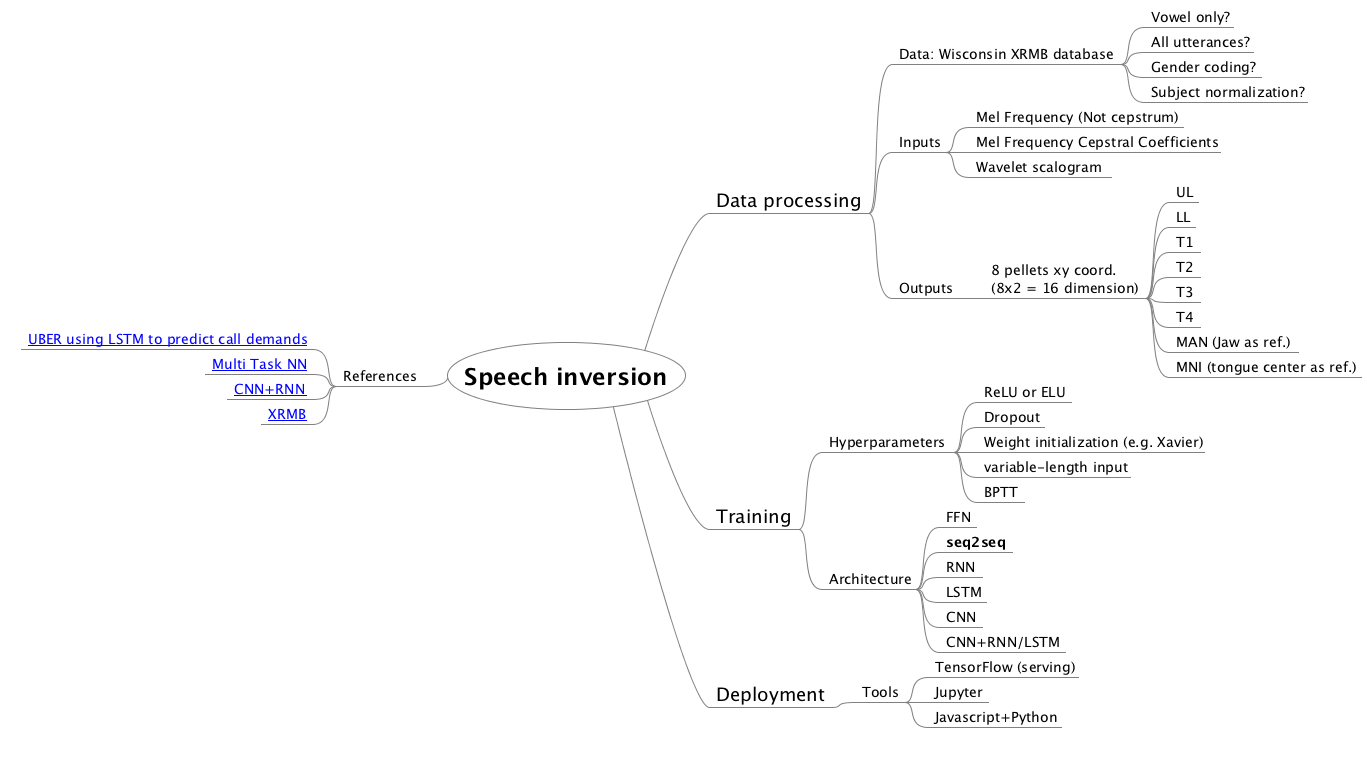 Speech inversion
Data processing
Data: Wisconsin XRMB database
Vowel only?
All utterances?
Gender coding?
Subject normalization?
Inputs
Mel Frequency (Not cepstrum)
Mel Frequency Cepstral Coefficients
Wavelet scalogram
Outputs
8 pellets xy coord.
(8x2 = 16 dimension)
UL
LL
T1
T2
T3
T4
MAN (Jaw as ref.)
MNI (tongue center as ref.)
Training
Hyperparameters
ReLU or ELU
Dropout
Weight initialization (e.g. Xavier)
variable-length input
BPTT
Architecture
FFN
seq2seq
RNN
LSTM
CNN
CNN+RNN/LSTM
Deployment
Tools
TensorFlow (serving)
Jupyter
Javascript+Python
References
UBER using LSTM to predict call demands
Multi Task NN
CNN+RNN
XRMB